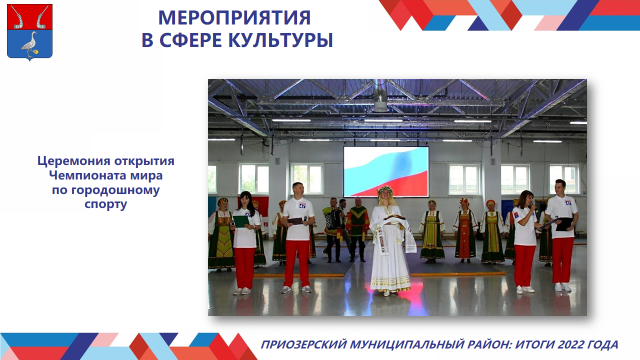 МЕРОПРИЯТИЯ
В СФЕРЕ КУЛЬТУРЫ
Церемония открытия
Чемпионата мира
по городошному
спорту
ПРИОЗЕРСКИЙ МУНИЦИПАЛЬНЫЙ РАЙОН: ИТОГИ 2022 ГОДА